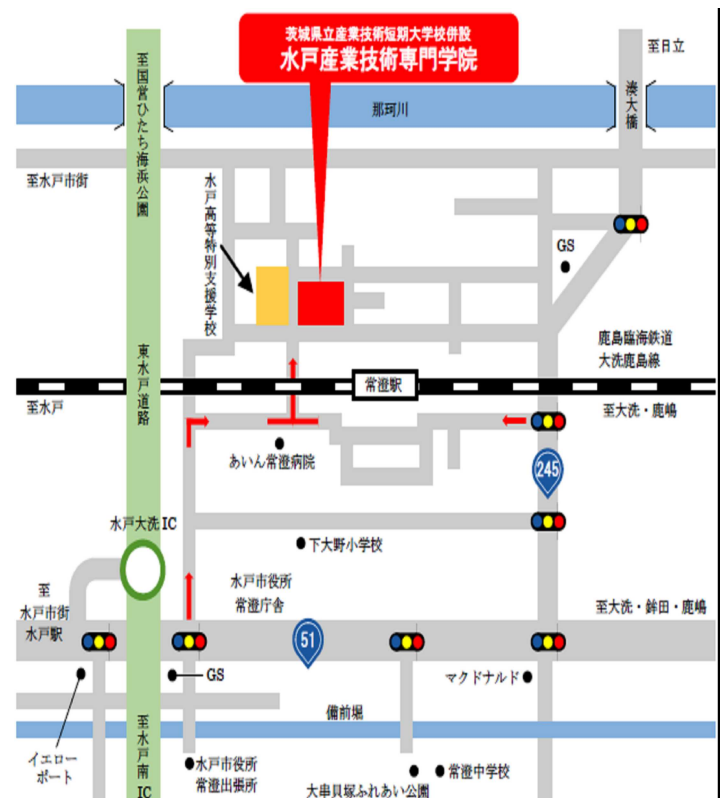 茨城県立産業技術短期大学校併設
水戸産業技術専門学院
至日立
至国営ひたち海浜公園
那珂川
湊大橋
至水戸市街
水戸高等特別支援学校
GS
鹿島臨海鉄道
大洗鹿島線
東水戸道路
常澄駅
至水戸
至大洗・鹿嶋
あいん常澄病院
245
水戸大洗IC
下大野小学校
至
水戸市街
水戸駅
水戸市役所
常澄庁舎
至大洗・鉾田・鹿嶋
51
GS
マクドナルド
備前堀
至水戸南IC
イエロー
ポート
水戸市役所
常澄出張所
常澄中学校
大串貝塚ふれあい公園